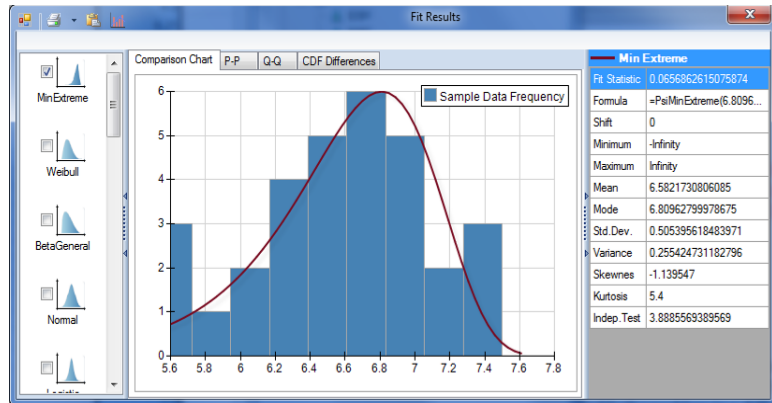 Fit Results
Comparison Chart P-P Q-Q CDF Differences
MinExtreme
Weibull
BetaGeneral
Normal
Sample Data Frequency
6
5
4
3
2
1
0
5.6 5.8 6 6.2 6.4 6.6 6.8 7 7.2 7.4 7.6 7.8
Min Extreme
Fit Statistic 0.0656862615075874
Formula =PsiMinExtreme(6.8096...
Shift 0
Minimum -Infinity
Maximum Infinity
Mean 6.5821730806085
Mode 6.80962799978675
Std.Dev. 0.505395618483971
Variance 0.255424731182796
Skewnes -1.139547
Kurtosis 5.4
Indep.Test 3.8885569389569